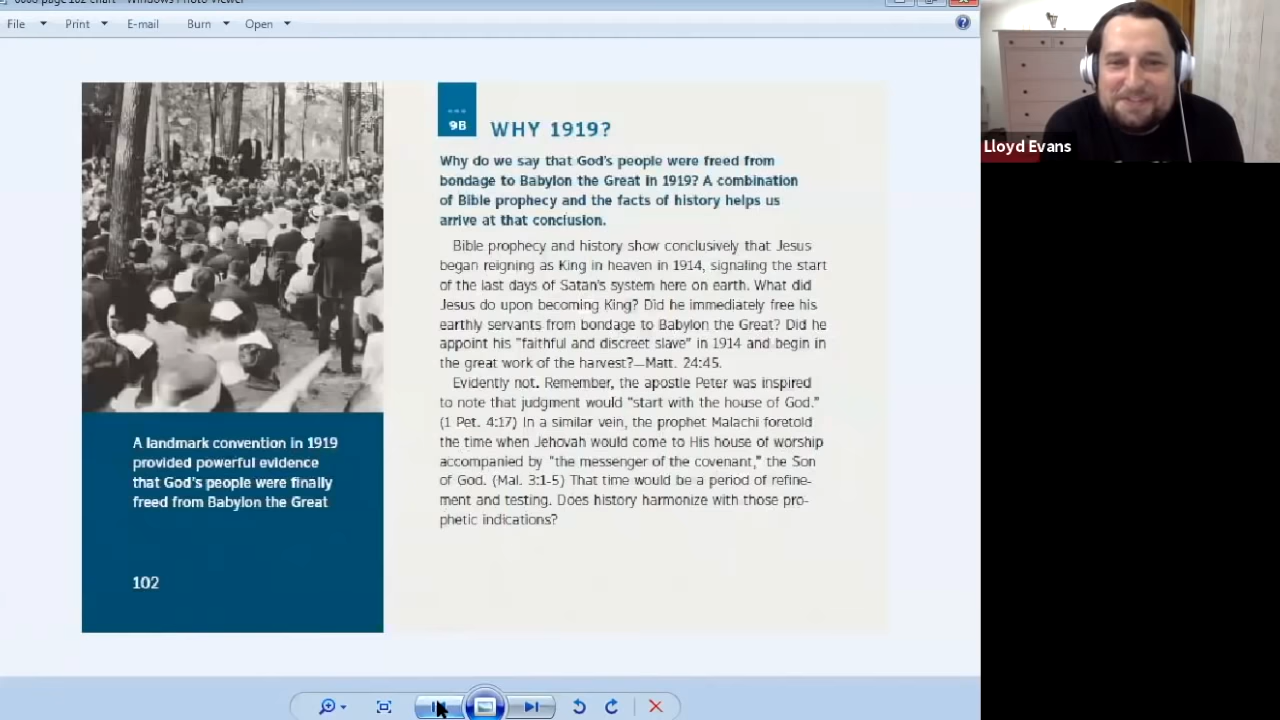 File
Print
E-mail
Burn
Open
9B
WHY 1919?
Why do we say that God's people were freed from
bondage to Babylon the Great in 1919? A combination
of Bible prophecy and the facts of history helps us
arrive at that conclusion.
Bible prophecy and history show conclusively that Jesus
began reigning as King in heaven in 1914, signaling the start
of the last days of Satan's system here on earth. What did
Jesus do upon becoming King? Did he immediately free his
earthly servants from bondage to Babylon the Great? Did he
appoint his "faithful and discreet slave" in 1914 and begin in
the great work of the harvest?—Matt. 24:45.
Evidently not. Remember, the apostle Peter was inspired
to note that judgment would "start with the house of God."
(1 Pet. 4:17) In a similar vein, the prophet Malachi foretold
the time when Jehovah would come to His house of worship
accompanied by "the messenger of the covenant," the Son
of God. (Mal. 3:1-5) That time would be a period of refine-
ment and testing. Does history harmonize with those pro-
phetic indications?
A landmark convention in 1919
provided powerful evidence
that God's people were finally
freed from Babylon the Great
102
Lloyd Evans